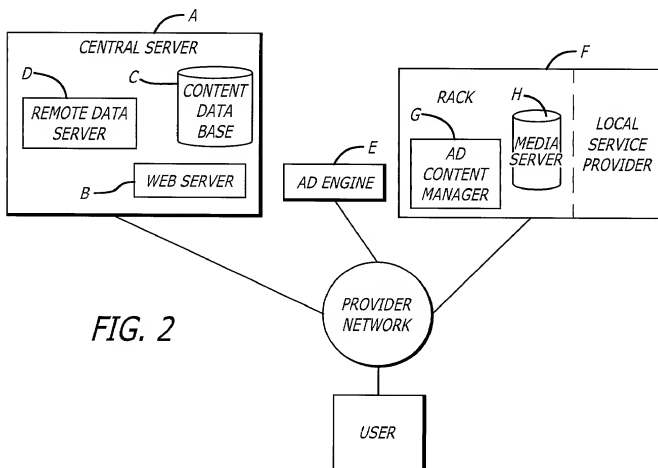 A
CENTRAL SERVER
D
C
REMOTE DATA
SERVER
CONTENT
DATA
BASE
B
WEB SERVER
E
AD ENGINE
F
RACK
G
H
AD
CONTENT
MANAGER
MEDIA
SERVER
LOCAL
SERVICE
PROVIDER
PROVIDER
NETWORK
FIG. 2
USER